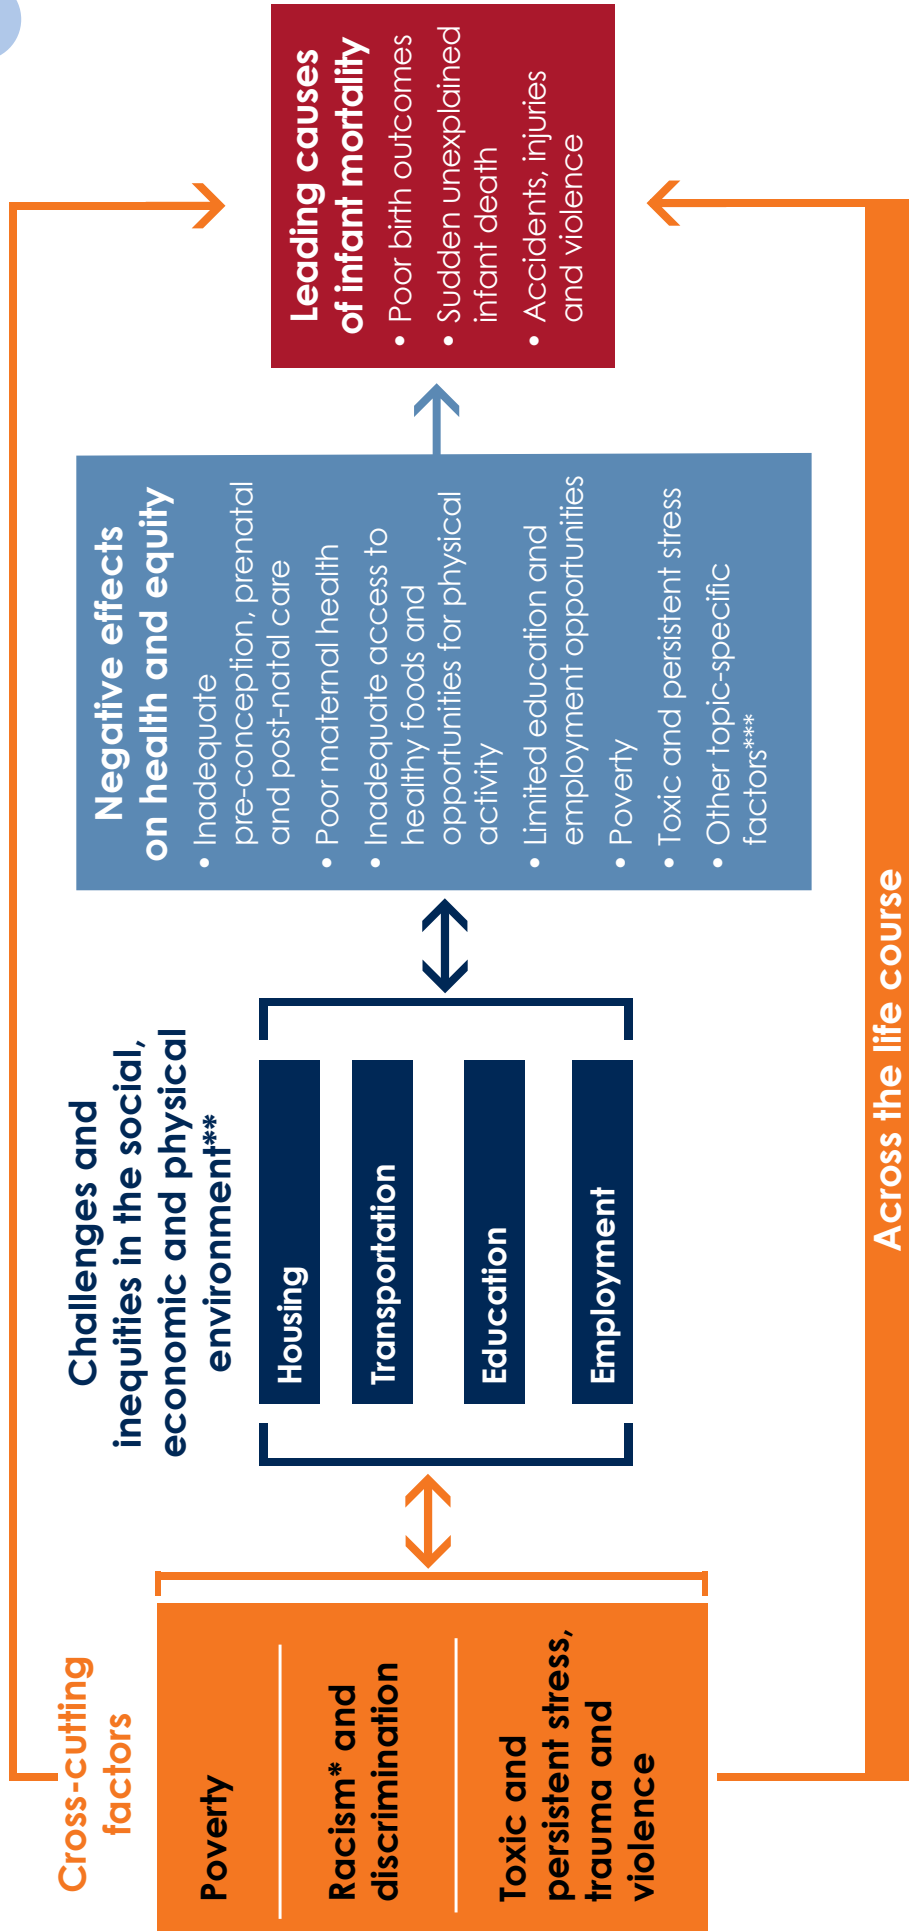 Cross-cutting
factors
Poverty
Racism* and
discrimination
Toxic and
persistent stress,
trauma and
violence
Challenges and
inequities in the social,
economic and physical
environment**
Housing
Transportation
Education
Employment
Negative effects
on health and equity
• Inadequate
pre-conception, prenatal
and post-natal care
• Poor maternal health
• Inadequate access to
healthy foods and
opportunities for physical
activity
• Limited education and
employment opportunities
• Poverty
• Toxic and persistent stress
• Other topic-specific
factors***
Leading causes
of infant mortality
• Poor birth outcomes
• Sudden unexplained
infant death
• Accidents, injuries
and violence
Across the life course